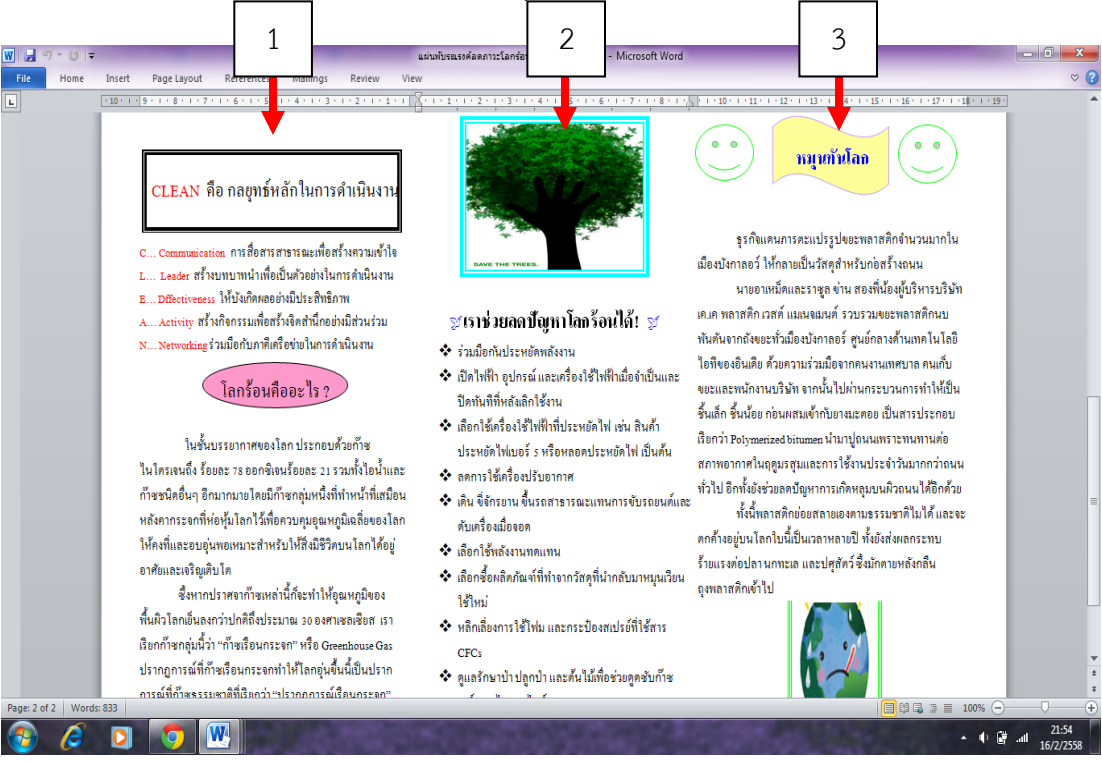 1
2
3
แผ่นพับรณรงค์ลดภาวะโลกร้อ
- Microsoft Word
File Home Insert Page Layout References Mailings Review View
CLEAN คือ กลยุทธ์หลักในการดำเนินงาน
C… Communication การสื่อสารสาธารณะเพื่อสร้างความเข้าใจ
L… Leader สร้างบทบาทนำเพื่อเป็นตัวอย่างในการดำเนินงาน
E… Dffectiveness ให้บังเกิดผลอย่างมีประสิทธิภาพ
A… Activity สร้างกิจกรรมเพื่อสร้างจิตสำนึกอย่างมีส่วนร่วม
N… Networking ร่วมมือกับภาคีเครือข่ายในการดำเนินงาน
โลกร้อนคืออะไร ?
ในชั้นบรรยากาศของโลก ประกอบด้วยก๊าซ
ไนโตรเจนถึง ร้อยละ 78 ออกซิเจนร้อยละ 21 รวมทั้งไอน้ำและ
ก๊าซชนิดอื่นๆ อีกมากมายโดยมีก๊าซกลุ่มหนึ่งที่ทำหน้าที่เสมือน
หลังคากระจกที่ห่อหุ้มโลกไว้เพื่อควบคุมอุณหภูมิเฉลี่ยของโลก
ให้คงที่และอบอุ่นพอเหมาะสำหรับให้สิ่งมีชีวิตบนโลกได้อยู่
อาศัยและเจริญเติบโต
ซึ่งหากปราศจาก๊าซเหล่านี้ก็จะทำให้อุณหภูมิของ
พื้นผิวโลกเย็นลงกว่าปกติถึงประมาณ 30 องศาเซลเซียส เรา
เรียกก๊าซกลุ่มนี้ว่า “ก๊าซเรือนกระจก” หรือ Greenhouse Gas
ปรากฏการณ์ที่ก๊าซเรือนกระจกทำให้โลกอุ่นขึ้นนี้เป็นปราก
การณ์ที่ก๊าซธรรมชาติที่เรียกว่า “ปรากฏการณ์เรือนกระจก”
SAVE THE TREES.
เราช่วยลดปัญหาโลกร้อนได้!
❖ ร่วมมือกันประหยัดพลังงาน
❖ เปิดไฟฟ้า อุปกรณ์ และเครื่องใช้ไฟฟ้าเมื่อจำเป็นและ
ปิดทันทีที่หลังเลิกใช้งาน
❖ เลือกใช้เครื่องใช้ไฟฟ้าที่ประหยัดไฟ เช่น สินค้า
ประหยัดไฟเบอร์ 5 หรือหลอดประหยัดไฟ เป็นต้น
❖ ลดการใช้เครื่องปรับอากาศ
❖ เดิน ขี่จักรยาน ขึ้นรถสาธารณะแทนการขับรถยนต์และ
ดับเครื่องเมื่อจอด
❖ เลือกใช้พลังงานทดแทน
❖ เลือกซื้อผลิตภัณฑ์ที่ทำจากวัสดุที่นำกลับมาหมุนเวียน
ใช้ใหม่
❖ หลีกเลี่ยงการใช้โฟม และกระป๋องสเปรย์ที่ใช้สาร
CFCs
❖ ดูแลรักษาป่า ปลูกป่า และต้นไม้เพื่อช่วยดูดซับก๊าซ
หมุนทันโลก
ธุรกิจแดนภารตะแปรรูปขยะพลาสติกจำนวนมากใน
เมืองบังกาลอว์ ให้กลายเป็นวัสดุสำหรับก่อสร้างถนน
นายอาเหม็ดและราซูล ข่าน สองพี่น้องผู้บริหารบริษัท
เค.เค พลาสติก เวสต์ แมเนจเมนต์ รวบรวมขยะพลาสติกนบ
พันตันจากถังขยะทั่วเมืองบังกาลอร์ ศูนย์กลางด้านเทคโนโลยี
ไอทีของอินเดีย ด้วยความร่วมมือจากคนงานเทศบาล คนเก็บ
ขยะและพนักงานบริษัท จากนั้นไปผ่านกระบวนการทำให้เป็น
ชิ้นเล็ก ชิ้นน้อย ก่อนผสมเข้ากับยางมะตอย เป็นสารประกอบ
เรียกว่า Polymerized bitumen นำมาปูถนนเพราะทนทานต่อ
สภาพอากาศในฤดูมรสุมและการใช้งานประจำวันมากกว่าถนน
ทั่วไป อีกทั้งยังช่วยลดปัญหาการเกิดหลุมบนผิวถนนได้อีกด้วย
ทั้งนี้พลาสติกย่อยสลายเองตามธรรมชาติไม่ได้ และจะ
ตกค้างอยู่บนโลกใบนี้เป็นเวลาหลายปี ทั้งยังส่งผลกระทบ
ร้ายแรงต่อปลา นกทะเล และปศุสัตว์ ซึ่งมักตายหลังกลืน
ถุงพลาสติกเข้าไป
Page: 2 of 2 Words: 833
100%
21:54
16/2/2558